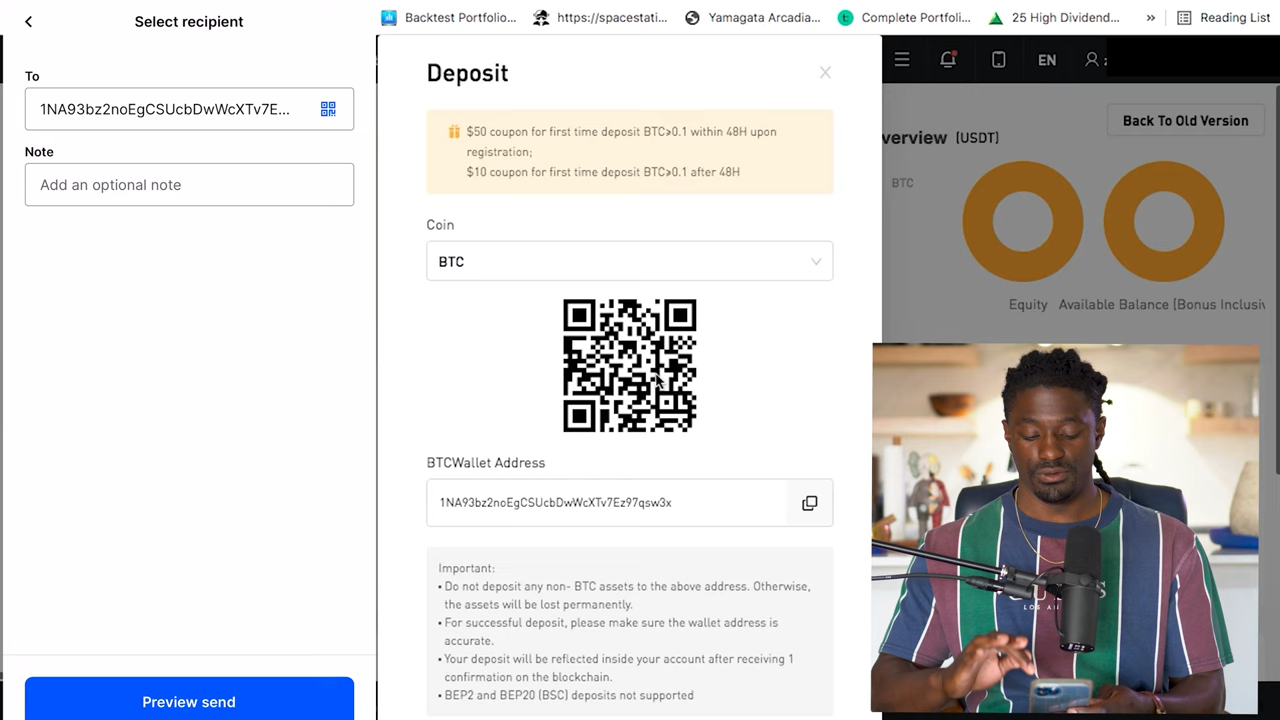 Select recipient
To
1NA93bz2noEgCSUcbDwWcXTv7E...
Note
Add an optional note
Preview send
Backtest Portfolio...
https://spacestati...
Yamagata Arcadia...
Complete Portfoli...
25 High Dividend...
»
Reading List
EN
Back To Old Version
verview (USDT)
BTC
Equity
Available Balance (Bonus Inclusiv
Deposit
$50 coupon for first time deposit BTC≥0.1 within 48H upon
registration;
$10 coupon for first time deposit BTC≥0.1 after 48H
Coin
BTC
BTCWallet Address
1NA93bz2noEgCSUcbDwWcXTv7Ez97qsw3x
Important:
• Do not deposit any non- BTC assets to the above address. Otherwise,
the assets will be lost permanently.
• For successful deposit, please make sure the wallet address is
accurate.
• Your deposit will be reflected inside your account after receiving 1
confirmation on the blockchain.
• BEP2 and BEP20 (BSC) deposits not supported